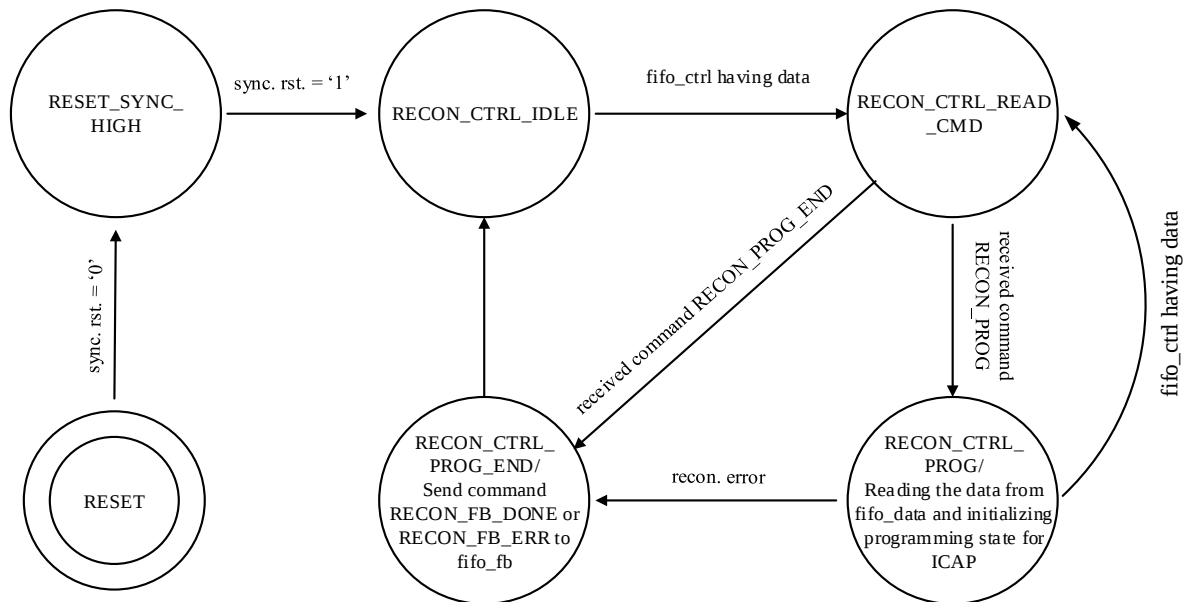 RESET_SYNC_
HIGH
sync. rst. = ‘1’
RECON_CTRL_IDLE
fifo_ctrl having data
RECON_CTRL_READ
_CMD
sync. rst. = ‘0’
received command RECON_PROG_END
received command
RECON_PROG
fifo_ctrl having data
RESET
RECON_CTRL_
PROG_END/
Send command
RECON_FB_DONE or
RECON_FB_ERR to
fifo_fb
recon. error
RECON_CTRL_
PROG/
Reading the data from
fifo_data and initializing
programming state for
ICAP